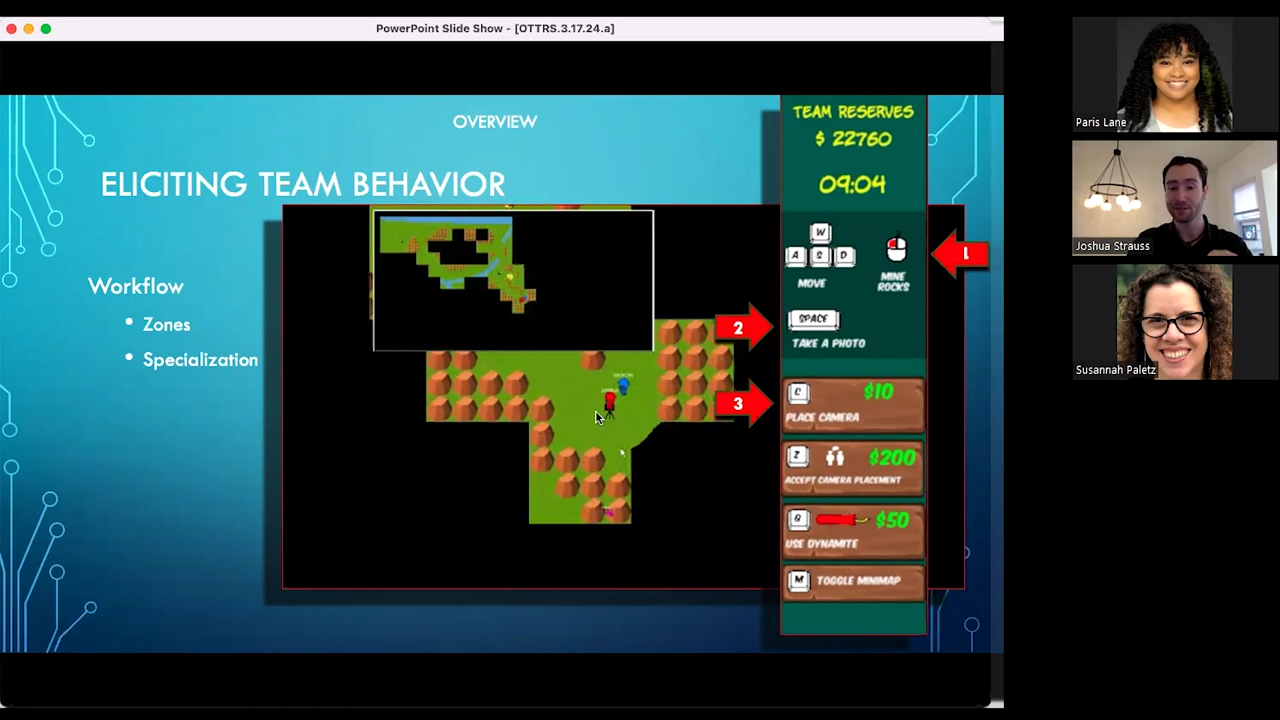 PowerPoint Slide Show - [OTTRS.3.17.24.a]
OVERVIEW
ELICITING TEAM BEHAVIOR
Workflow
• Zones
• Specialization
TEAM RESERVES
$ 22760
09:04
W
A S D
MOVE
MINE
ROCKS
1
2
SPACE
TAKE A PHOTO
3
C $10
PLACE CAMERA
Z $200
ACCEPT CAMERA PLACEMENT
$50
USE DYNAMITE
M TOGGLE MINIMAP
Paris Lane
Joshua Strauss
Susannah Paletz